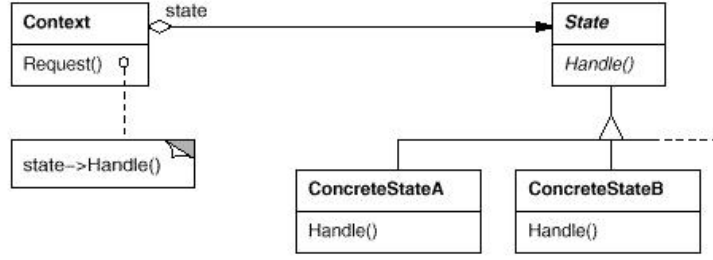 Context
state
State
Request()
Handle()
state->Handle()
ConcreteStateA
ConcreteStateB
Handle()
Handle()